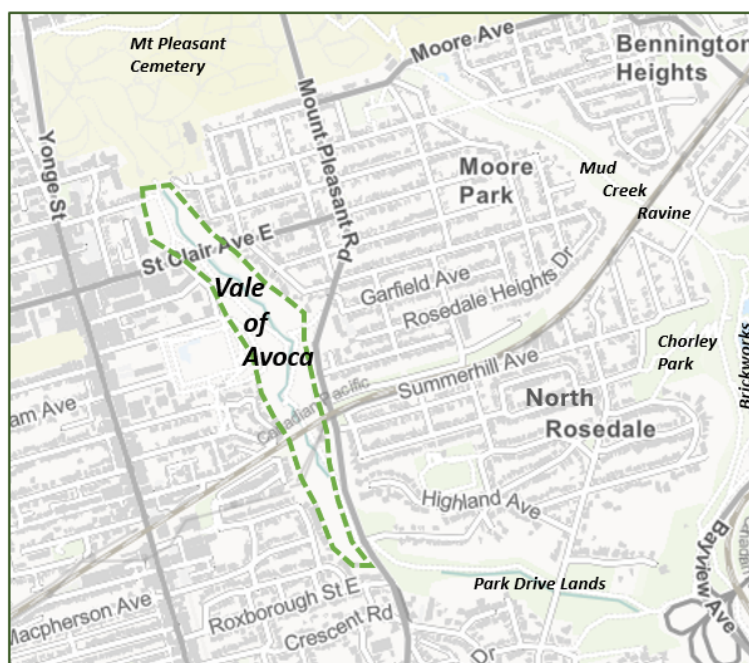 Mt Pleasant
Cemetery
Moore Ave
Bennington
Heights
Mount Pleasant Rd
Yonge St
Moore
Park
Mud
Creek
Ravine
St Clair Ave E
Vale
of
Avoca
Garfield Ave
Rosedale Heights Dr
Chorley
Park
Brickworks
Summerhill Ave
Canadian Pacific
am Ave
North
Rosedale
Highland Ave
Bayview Ave
Park Drive Lands
Macpherson Ave
Roxborough St E
Crescent Rd
Dr